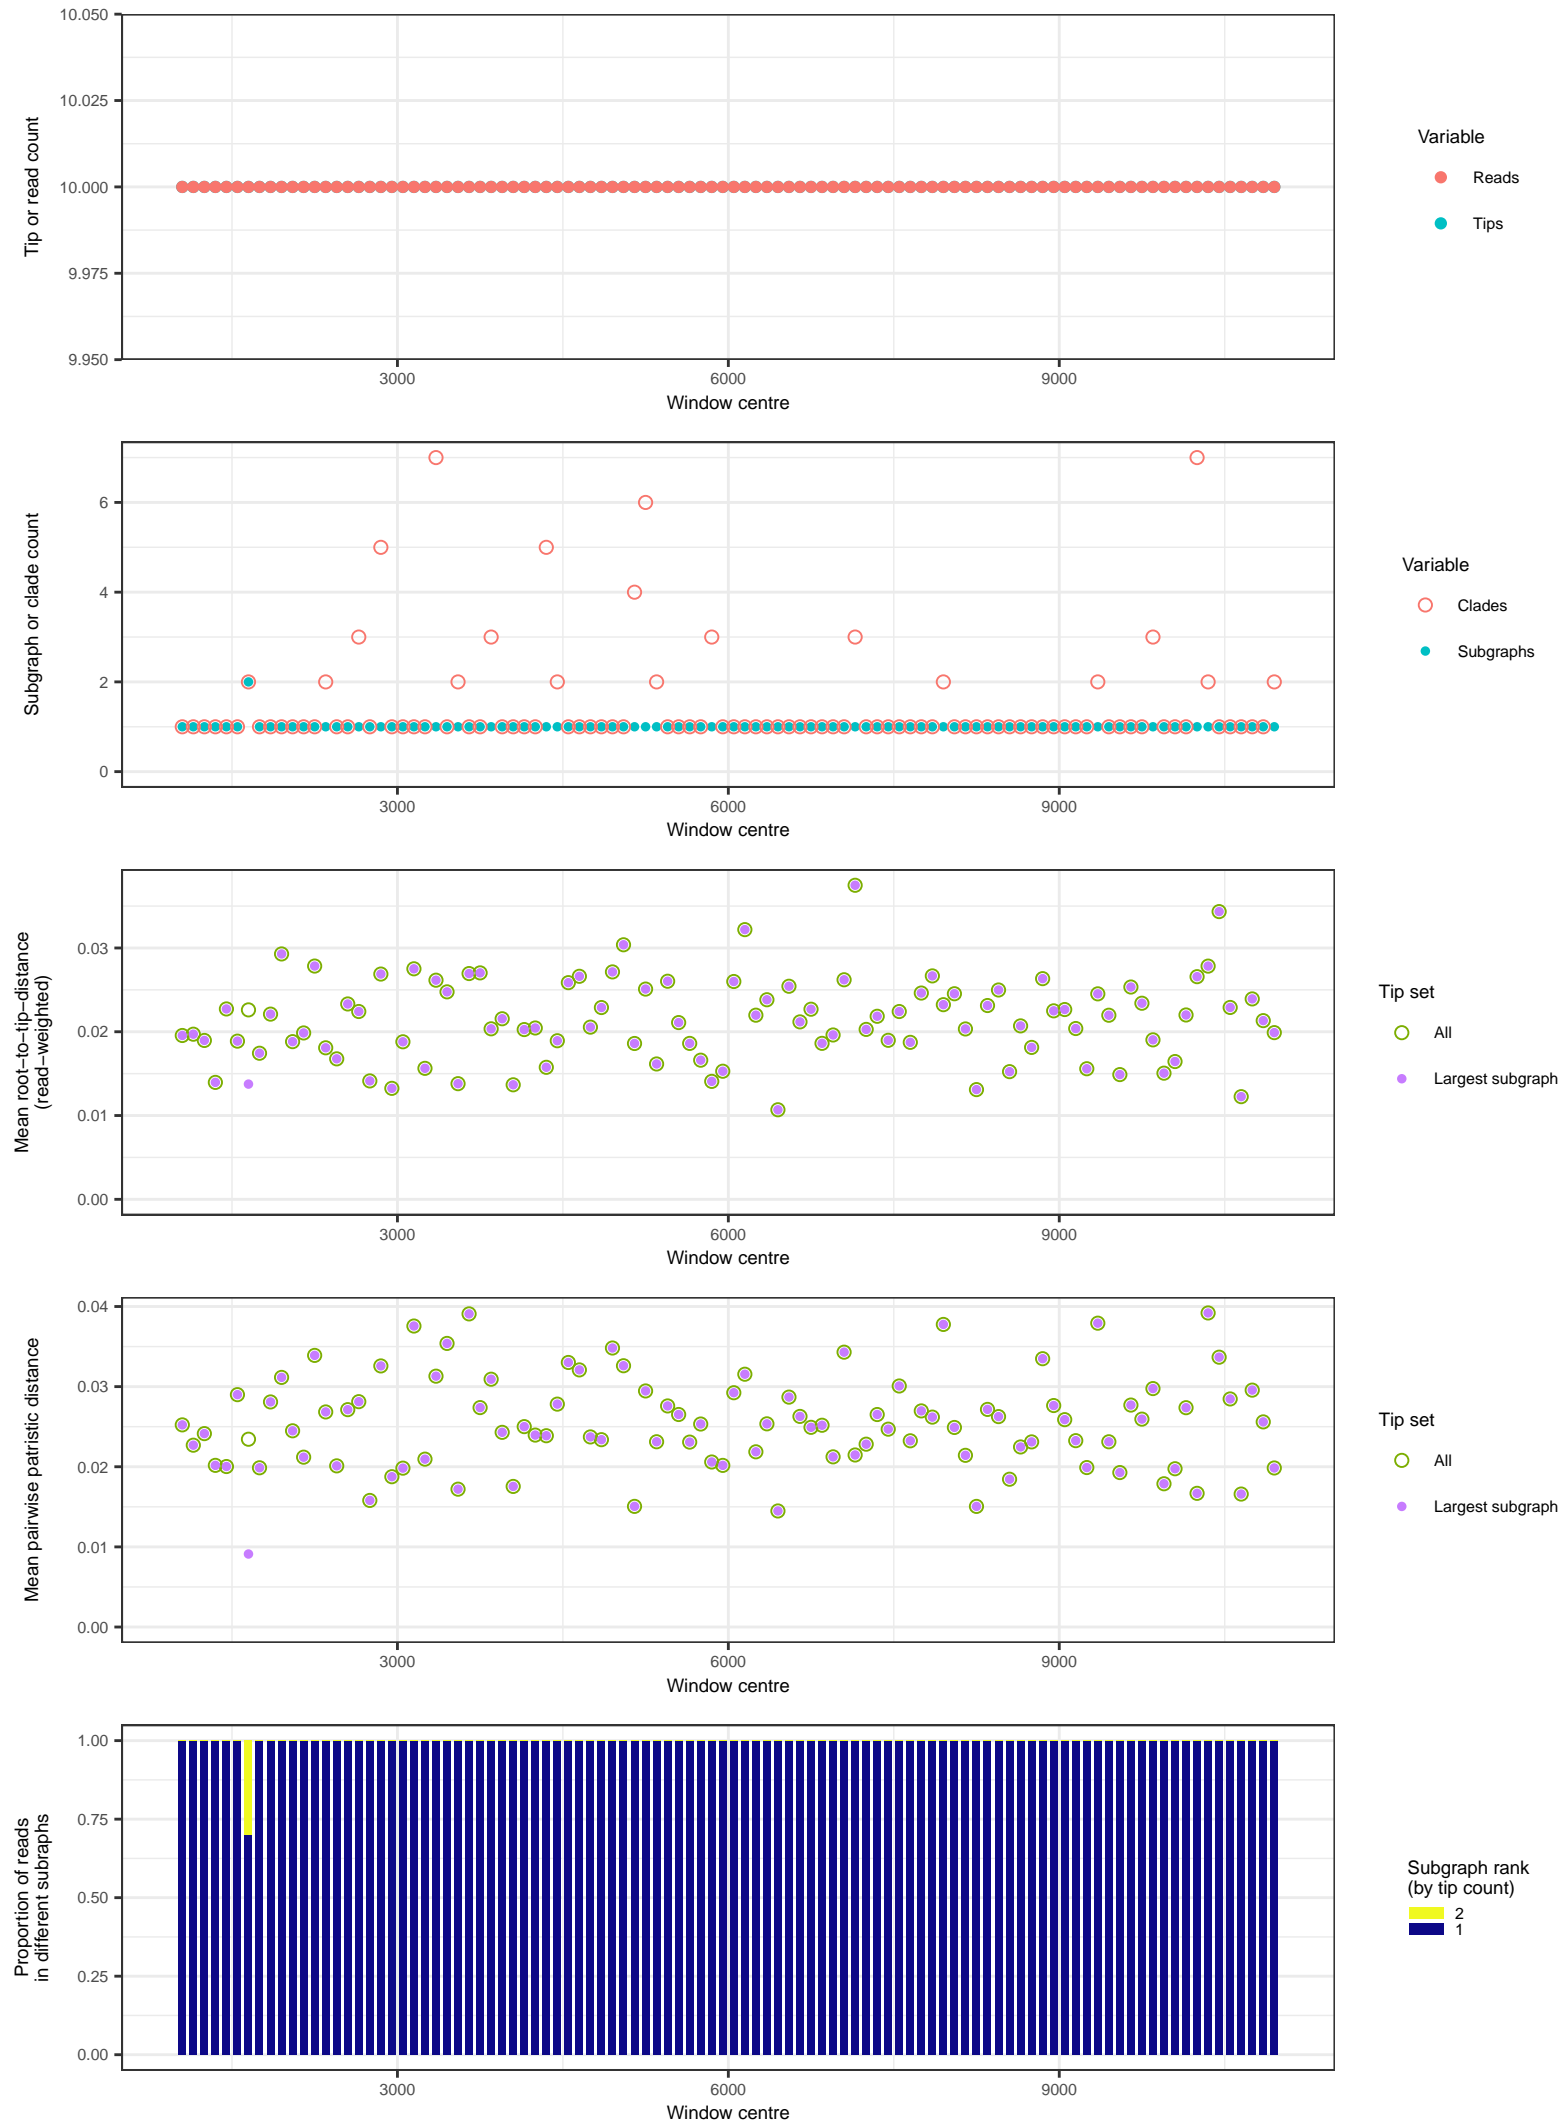 10.050
10.025
10.000
9.975
9.950
Tip or read count
3000
6000
9000
Window centre
Variable
Reads
Tips
6
4
2
0
Subgraph or clade count
3000
6000
9000
Window centre
Variable
Clades
Subgraphs
0.03
0.02
0.01
0.00
Mean root−to−tip−distance
(read−weighted)
3000
6000
9000
Window centre
Tip set
All
Largest subgraph
0.04
0.03
0.02
0.01
0.00
Mean pairwise patristic distance
3000
6000
9000
Window centre
Tip set
All
Largest subgraph
1.00
0.75
0.50
0.25
0.00
Proportion of reads
in different subraphs
3000
6000
9000
Window centre
Subgraph rank
(by tip count)
2
1